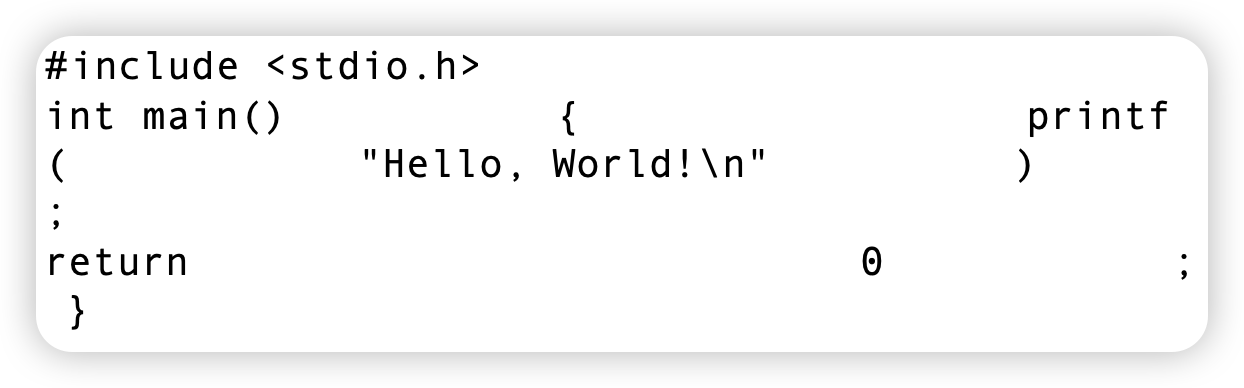 #include <stdio.h>
int main()            {                   printf
(             "Hello, World!\n"           )
;
return                             0             ;
 }